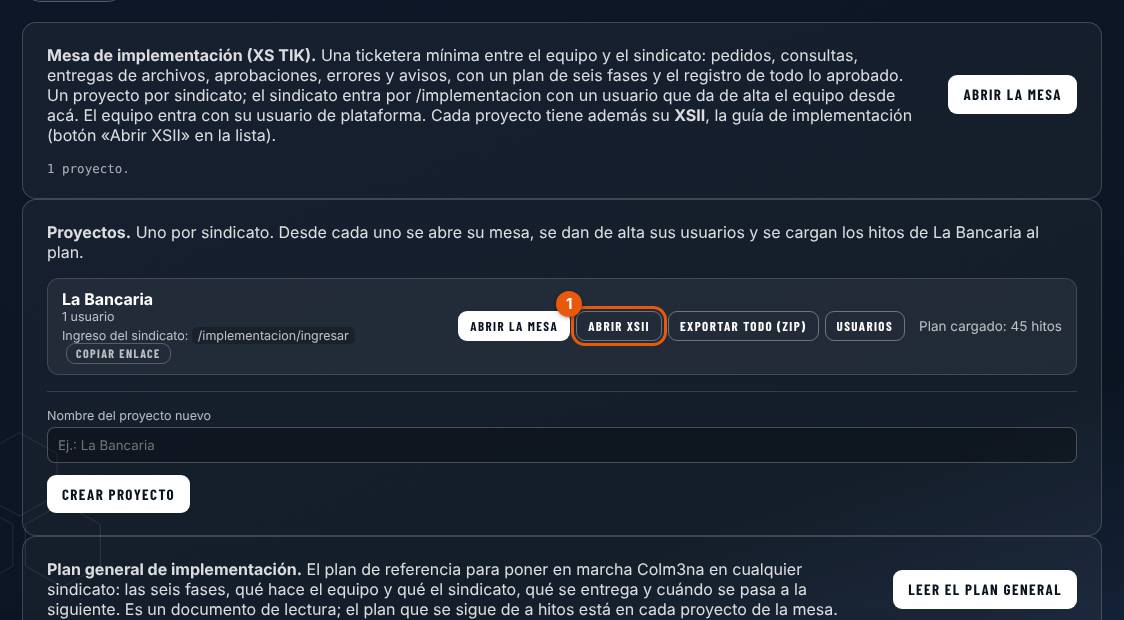 Mesa de implementación (XS TIK). Una ticketera mínima entre el equipo y el sindicato: pedidos, consultas,
entregas de archivos, aprobaciones, errores y avisos, con un plan de seis fases y el registro de todo lo aprobado.
Un proyecto por sindicato; el sindicato entra por /implementacion con un usuario que da de alta el equipo desde
acá. El equipo entra con su usuario de plataforma. Cada proyecto tiene además su XSII, la guía de implementación
(botón «Abrir XSII» en la lista).
ABRIR LA MESA
1 proyecto.
Proyectos. Uno por sindicato. Desde cada uno se abre su mesa, se dan de alta sus usuarios y se cargan los hitos de La Bancaria al
plan.
La Bancaria
1 usuario
Ingreso del sindicato: /implementacion/ingresar
COPIAR ENLACE
ABRIR LA MESA
1
ABRIR XSII
EXPORTAR TODO (ZIP)
USUARIOS
Plan cargado: 45 hitos
Nombre del proyecto nuevo
Ej.: La Bancaria
CREAR PROYECTO
Plan general de implementación. El plan de referencia para poner en marcha Colm3na en cualquier
sindicato: las seis fases, qué hace el equipo y qué el sindicato, qué se entrega y cuándo se pasa a la
siguiente. Es un documento de lectura; el plan que se sigue de a hitos está en cada proyecto de la mesa.
LEER EL PLAN GENERAL